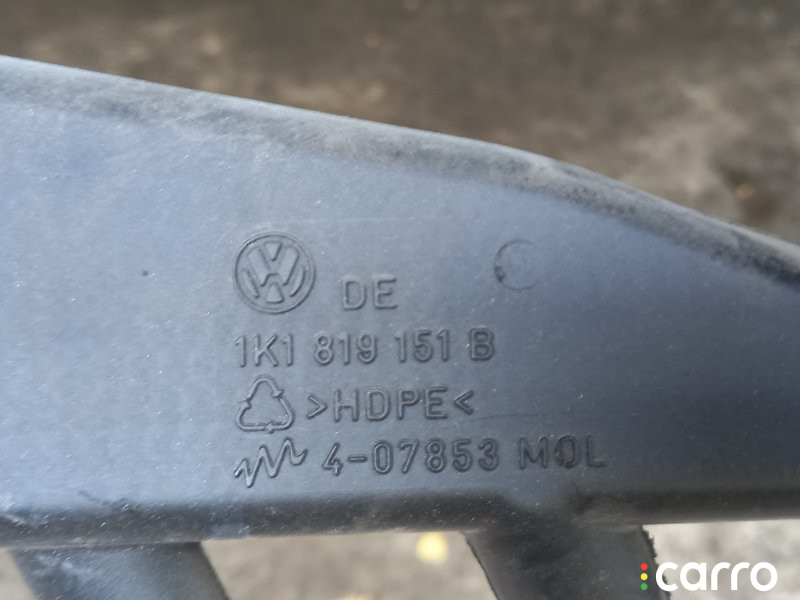 DE
1K1 819 151 B
>HDPE<
4-07853 MOL
carro